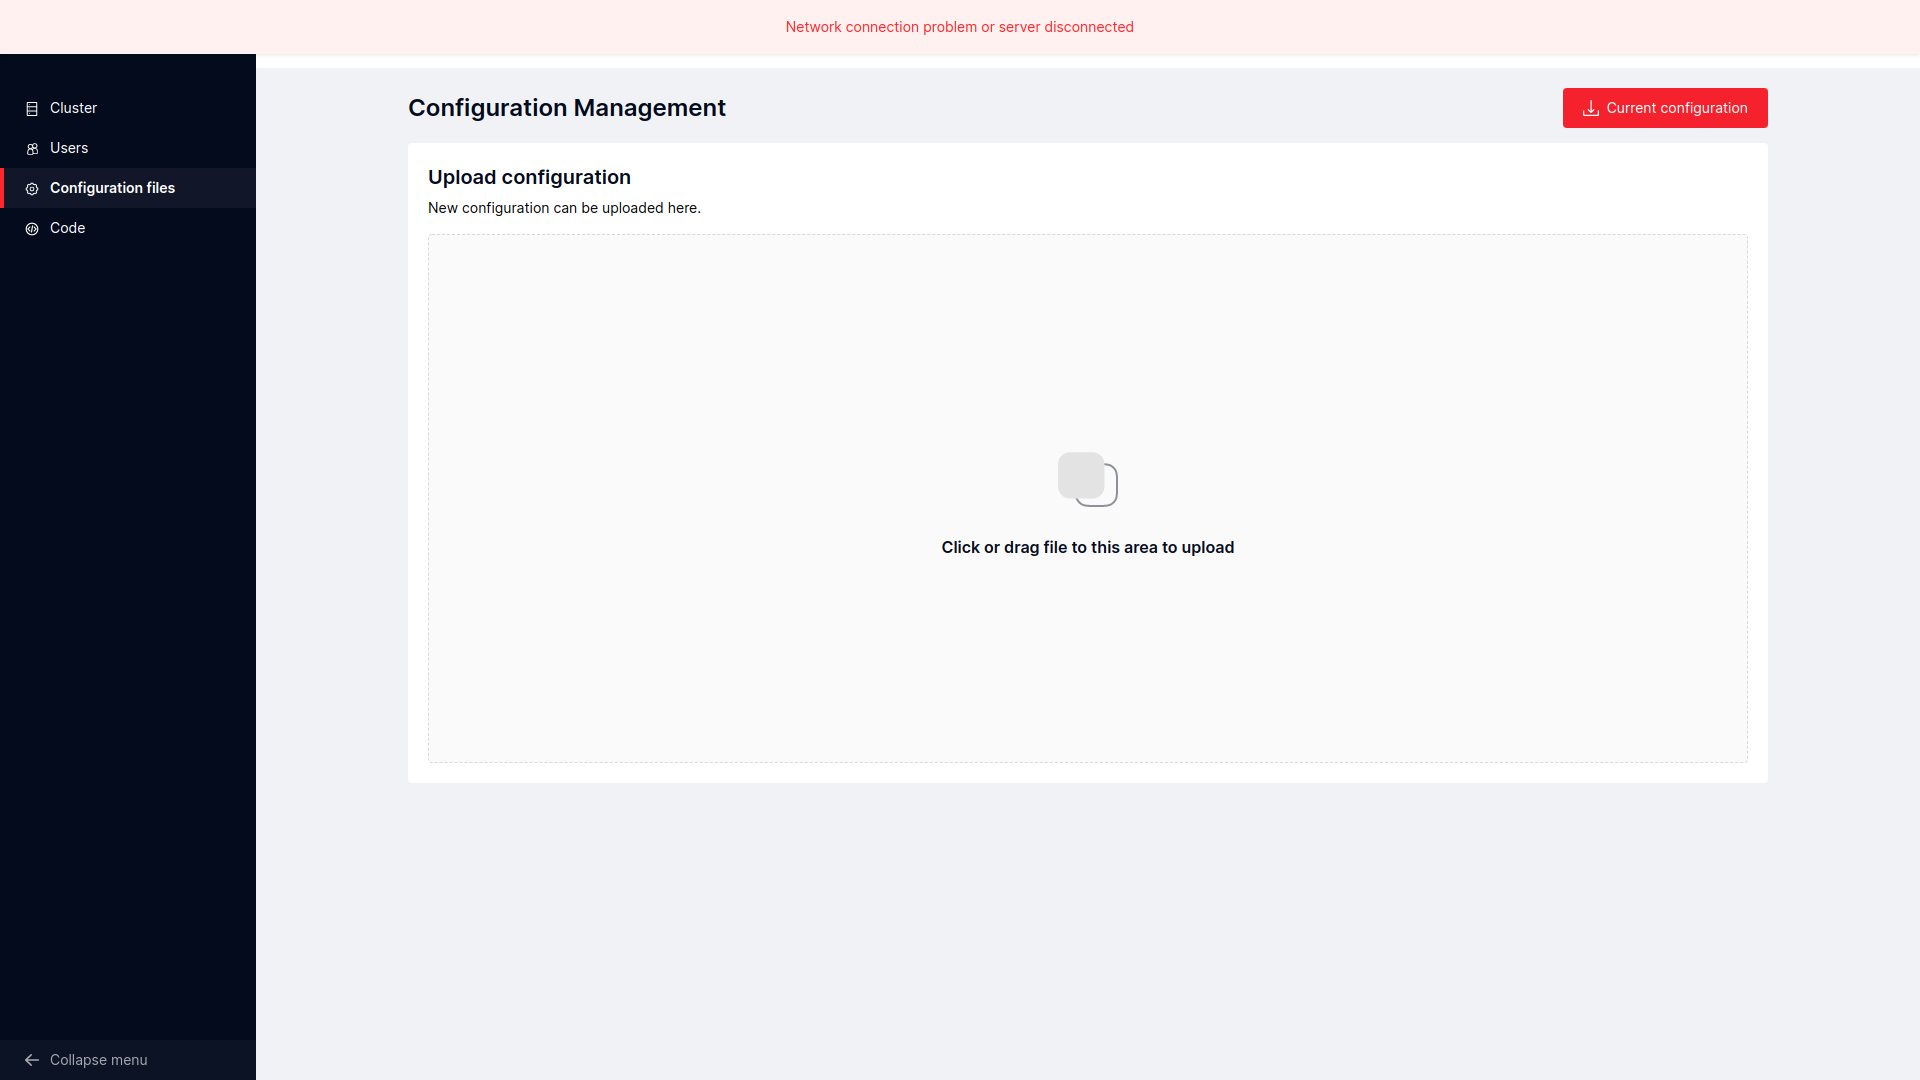 Network connection problem or server disconnected
Cluster
Users
Configuration files
Code
Collapse menu
Configuration Management
Current configuration
Upload configuration
New configuration can be uploaded here.
Click or drag file to this area to upload